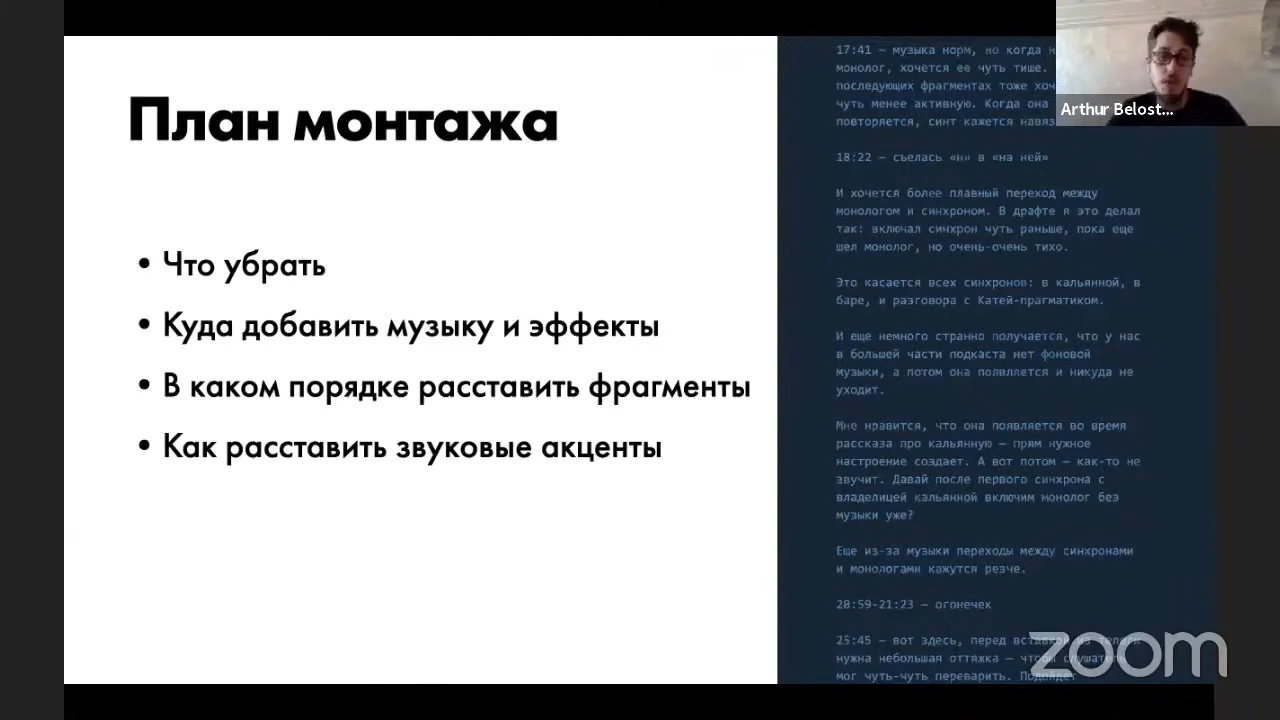 План монтажа
• Что убрать
• Куда добавить музыку и эффекты
• В каком порядке расставить фрагменты
• Как расставить звуковые акценты
17:41 — музыка норм, но когда
монолог, хочется ее чуть тише.
последующих фрагментах тоже
чуть менее активную. Когда она
повторяется, синт кажется
18:22 — съелась «н» в «на ней»
И хочется более плавный переход между
монологом и синхроном. В драфте я это делал
так: включал синхрон чуть раньше, пока еще
шел монолог, но очень-очень тихо.
Это касается всех синхронов: в кальянной, в
баре, и разговора с Катей-прагматиком.
И еще немного странно получается, что у нас
в большей части подкаста нет фоновой
музыки, а потом она появляется и никуда не
уходит.
Мне нравится, что она появляется во время
рассказа про кальянную — прям нужное
настроение создает. А вот потом — как-то не
звучит. Давай после первого синхрона с
владелицей кальянной включим монолог без
музыки уже?
Еще из-за музыки переходы между синхронами
и монологами кажутся резче.
20:59-21:23 — огонечек
25:45 — вот здесь, перед вставкой из
нужна небольшая оттяжка — чтобы слушатель
мог чуть-чуть переварить. Подойдет
Arthur Belost...
zoom